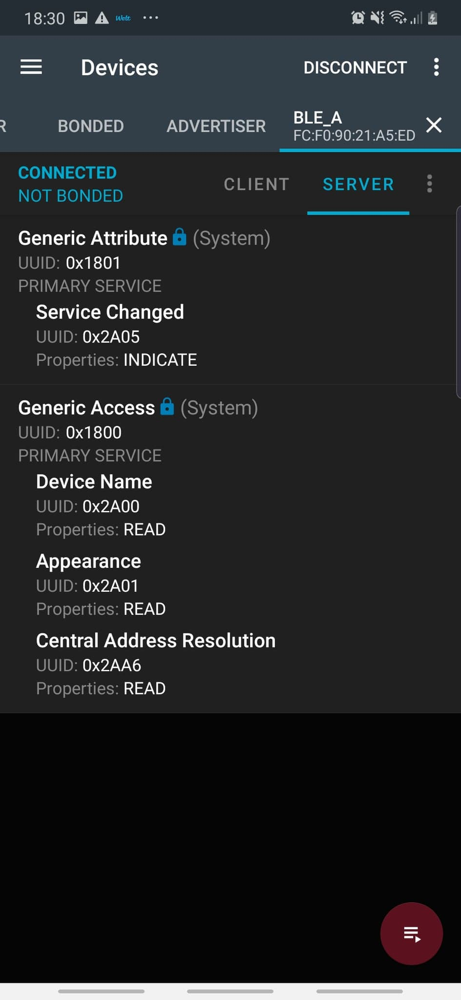 18:30 Welt
Devices DISCONNECT
R BONDED ADVERTISER BLE_A
FC:F0:90:21:A5:ED
CONNECTED
NOT BONDED
CLIENT SERVER
Generic Attribute (System)
UUID: 0x1801
PRIMARY SERVICE
Service Changed
UUID: 0x2A05
Properties: INDICATE
Generic Access (System)
UUID: 0x1800
PRIMARY SERVICE
Device Name
UUID: 0x2A00
Properties: READ
Appearance
UUID: 0x2A01
Properties: READ
Central Address Resolution
UUID: 0x2AA6
Properties: READ